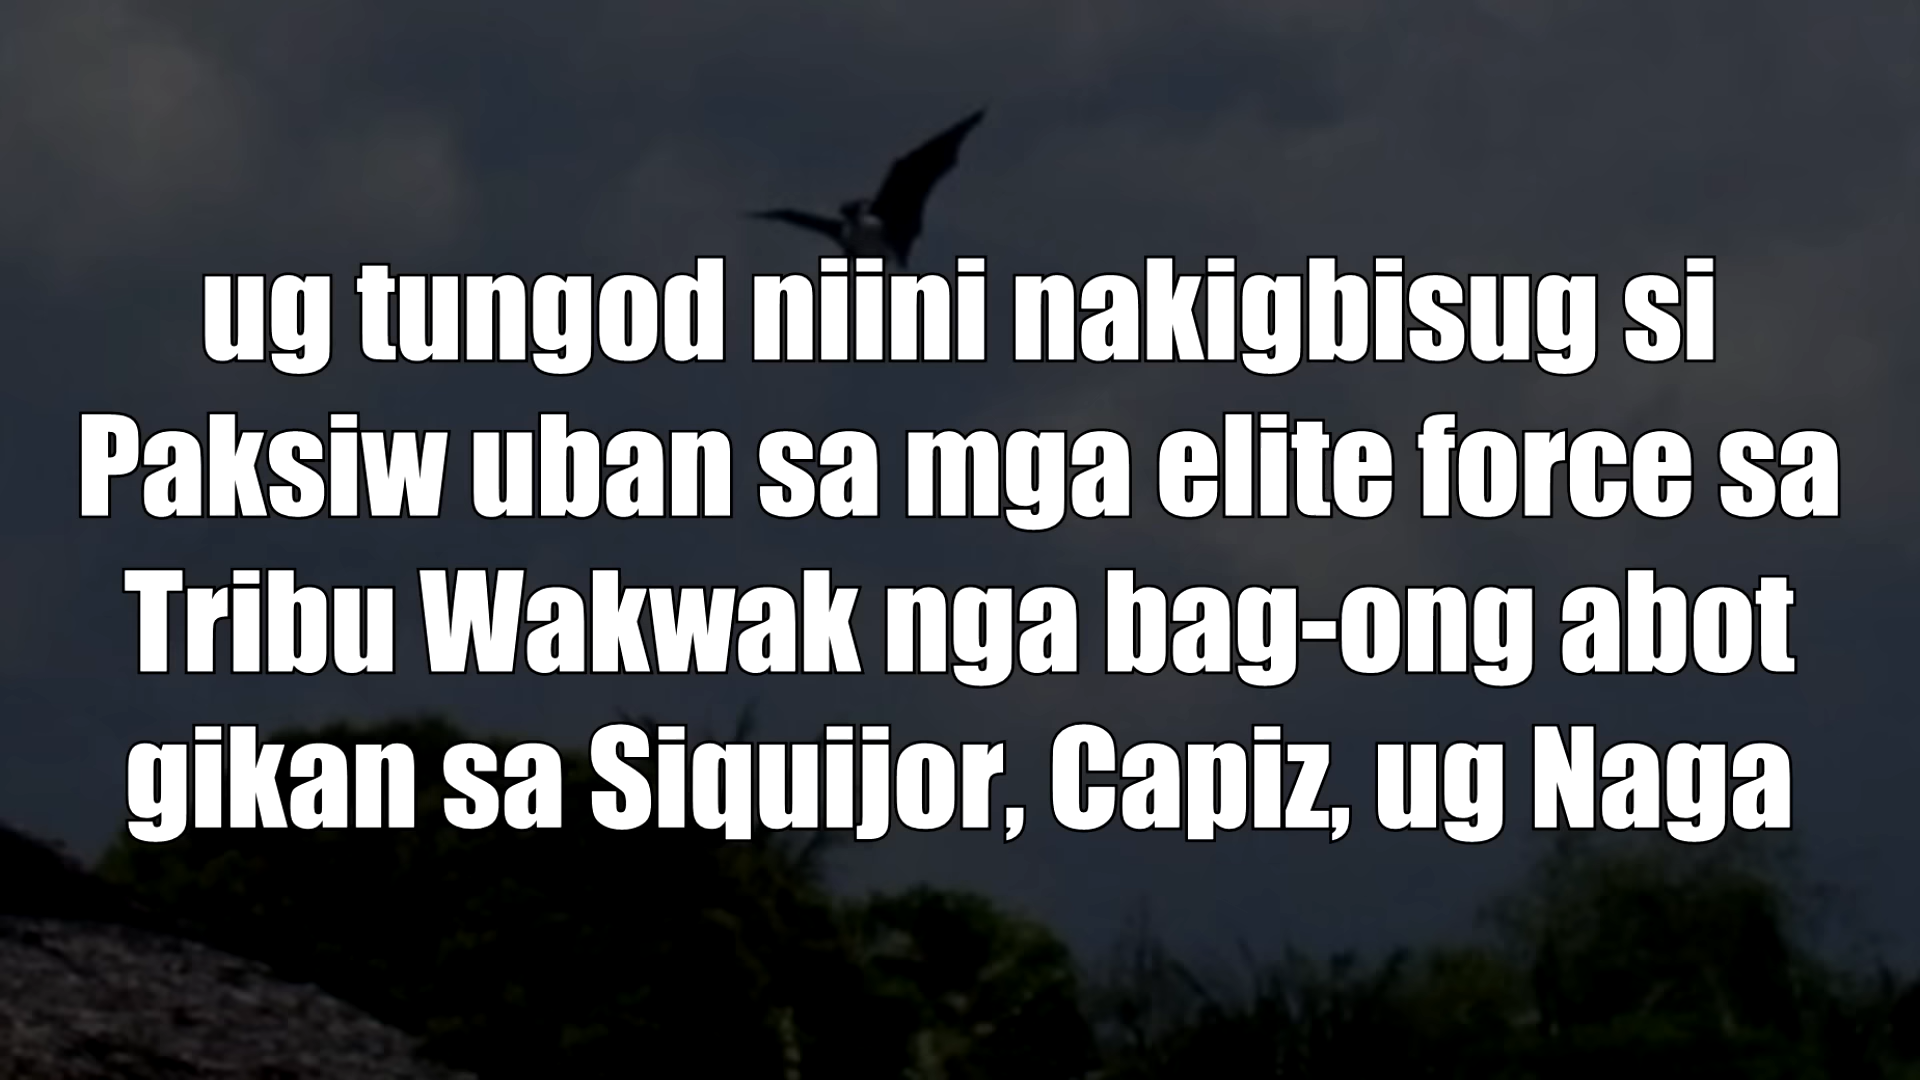 ug tungod niini nakigbisug si
Paksiw uban sa mga elite force sa
Tribu Wakwak nga bag-ong abot
gikan sa Siquijor, Capiz, ug Naga